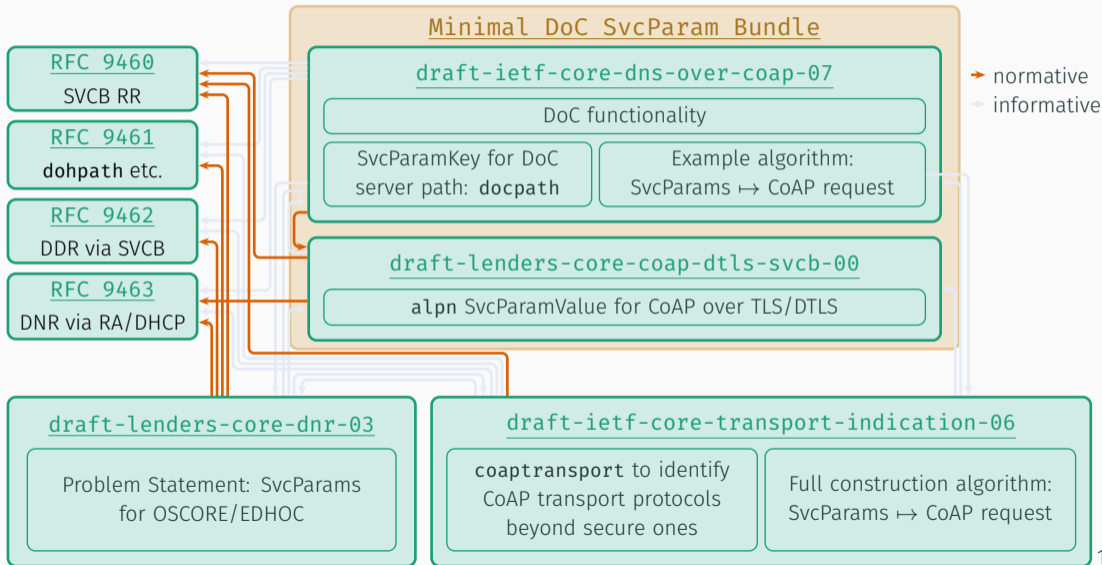 Minimal DoC SvcParam Bundle
RFC 9460
SVCB RR
RFC 9461
dohpath etc.
RFC 9462
DDR via SVCB
RFC 9463
DNR via RA/DHCP
draft-ietf-core-dns-over-coap-07
DoC functionality
SvcParamKey for DoC
server path: docpath
Example algorithm:
SvcParams ↦ CoAP request
draft-lenders-core-coap-dtls-svcb-00
alpn SvcParamValue for CoAP over TLS/DTLS
normative
informative
draft-lenders-core-dnr-03
Problem Statement: SvcParams
for OSCORE/EDHOC
draft-ietf-core-transport-indication-06
coaptransport to identify
CoAP transport protocols
beyond secure ones
Full construction algorithm:
SvcParams ↦ CoAP request
1